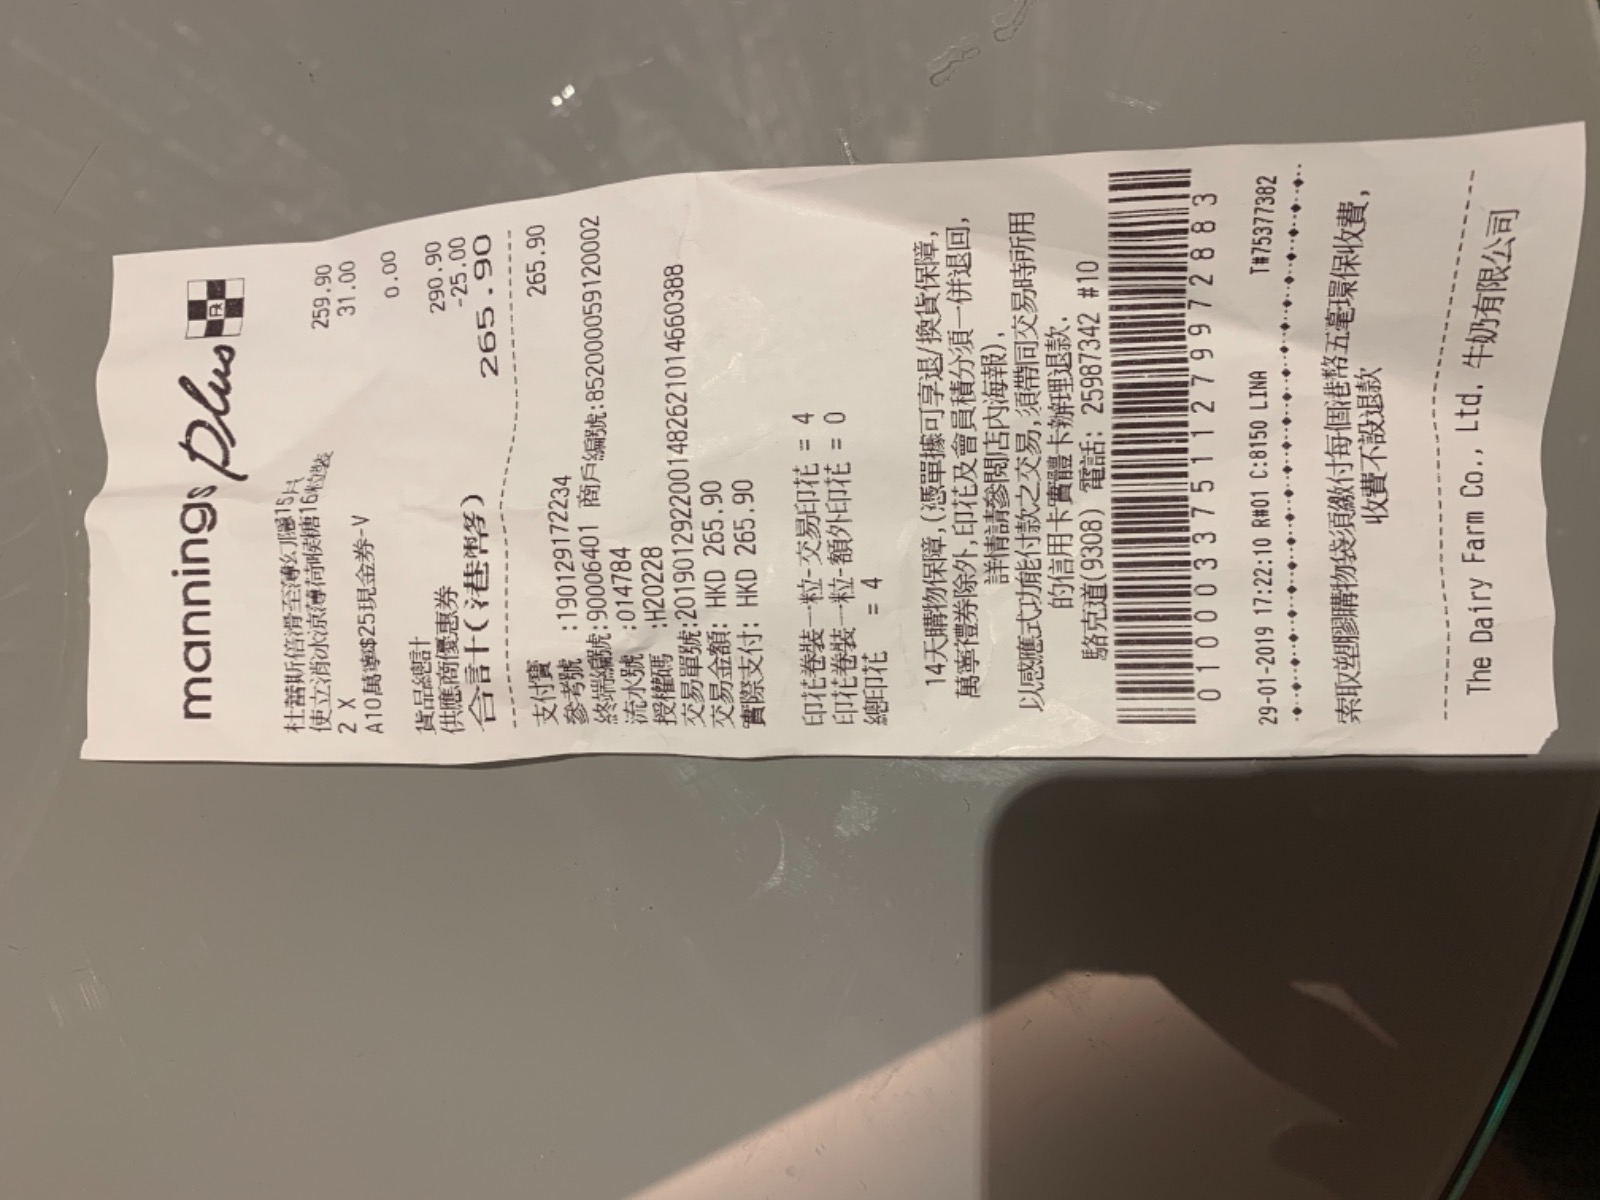 mannings plus
杜蕾斯倍滑至薄幻隱15片 259.90
使立消冰涼薄荷喉糖16粒裝 31.00
2 X
A10萬寧$25現金券-V 0.00
貨品總計 290.90
供應商優惠券 -25.00
合計(港幣) 265.90
支付寶 265.90
參考號 :190129172234
終端編號:90006401 商戶編號:852000059120002
流水號 :014784
授權碼 :H20228
交易單號:2019012922001482621014660388
交易金額: HKD 265.90
實際支付: HKD 265.90
印花卷裝一粒-交易印花 = 4
印花卷裝一粒-額外印花 = 0
總印花 = 4
14天購物保障,(憑單據可享退/換貨保障,
萬寧禮券除外,印花及會員積分須一併退回,
詳情請參閱店內海報),
以感應式功能付款之交易,須帶同交易時所用
的信用卡實體卡辦理退款.
駱克道(9308) 電話: 25987342 #10
01000337511279972883
29-01-2019 17:22:10 R#01 C:8150 LINA T#75377382
索取塑膠購物袋須繳付每個港幣五毫環保收費,
收費不設退款
The Dairy Farm Co., Ltd. 牛奶有限公司